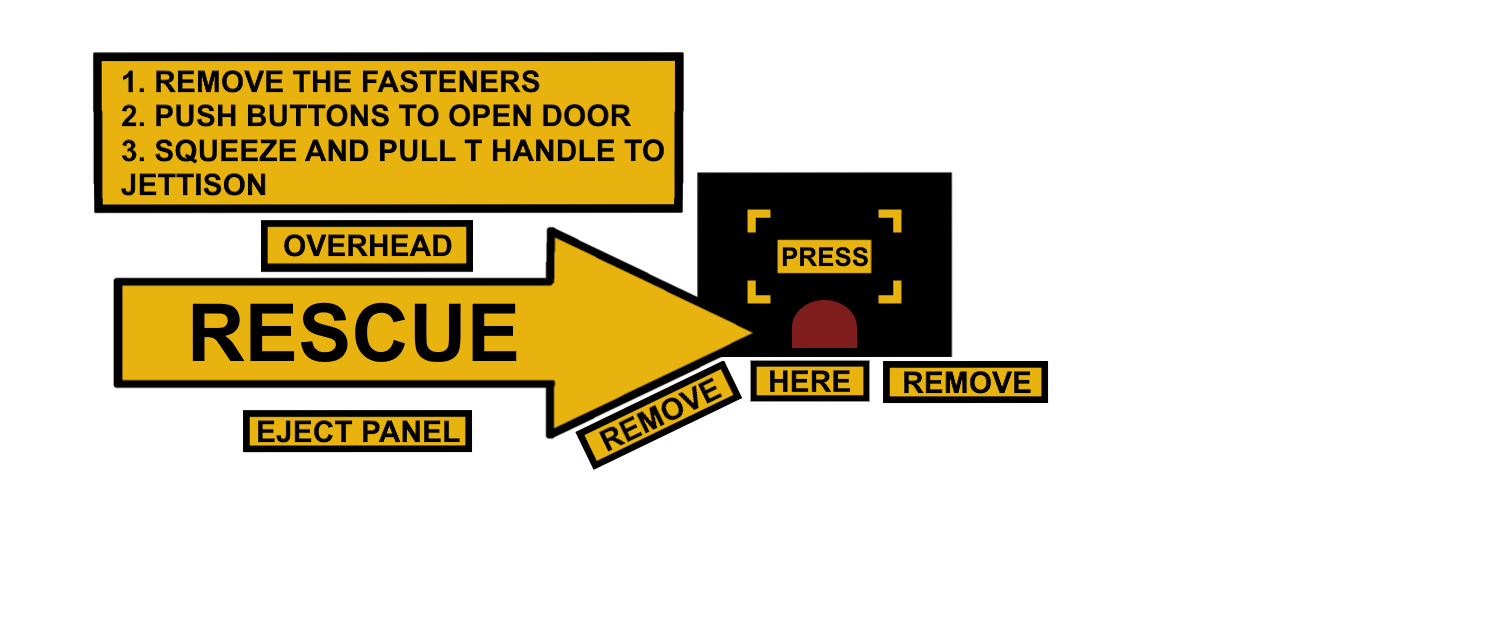 1. REMOVE THE FASTENERS
2. PUSH BUTTONS TO OPEN DOOR
3. SQUEEZE AND PULL T HANDLE TO
JETTISON
OVERHEAD
PRESS
RESCUE
HERE
REMOVE
REMOVE
EJECT PANEL